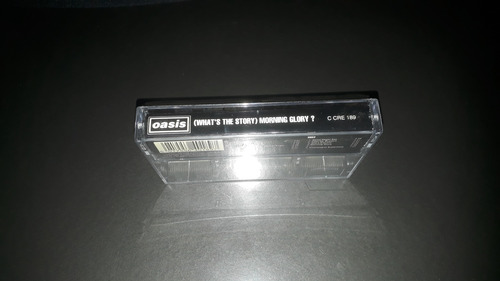 oasis (WHAT'S THE STORY) MORNING GLORY ? C CRE 189